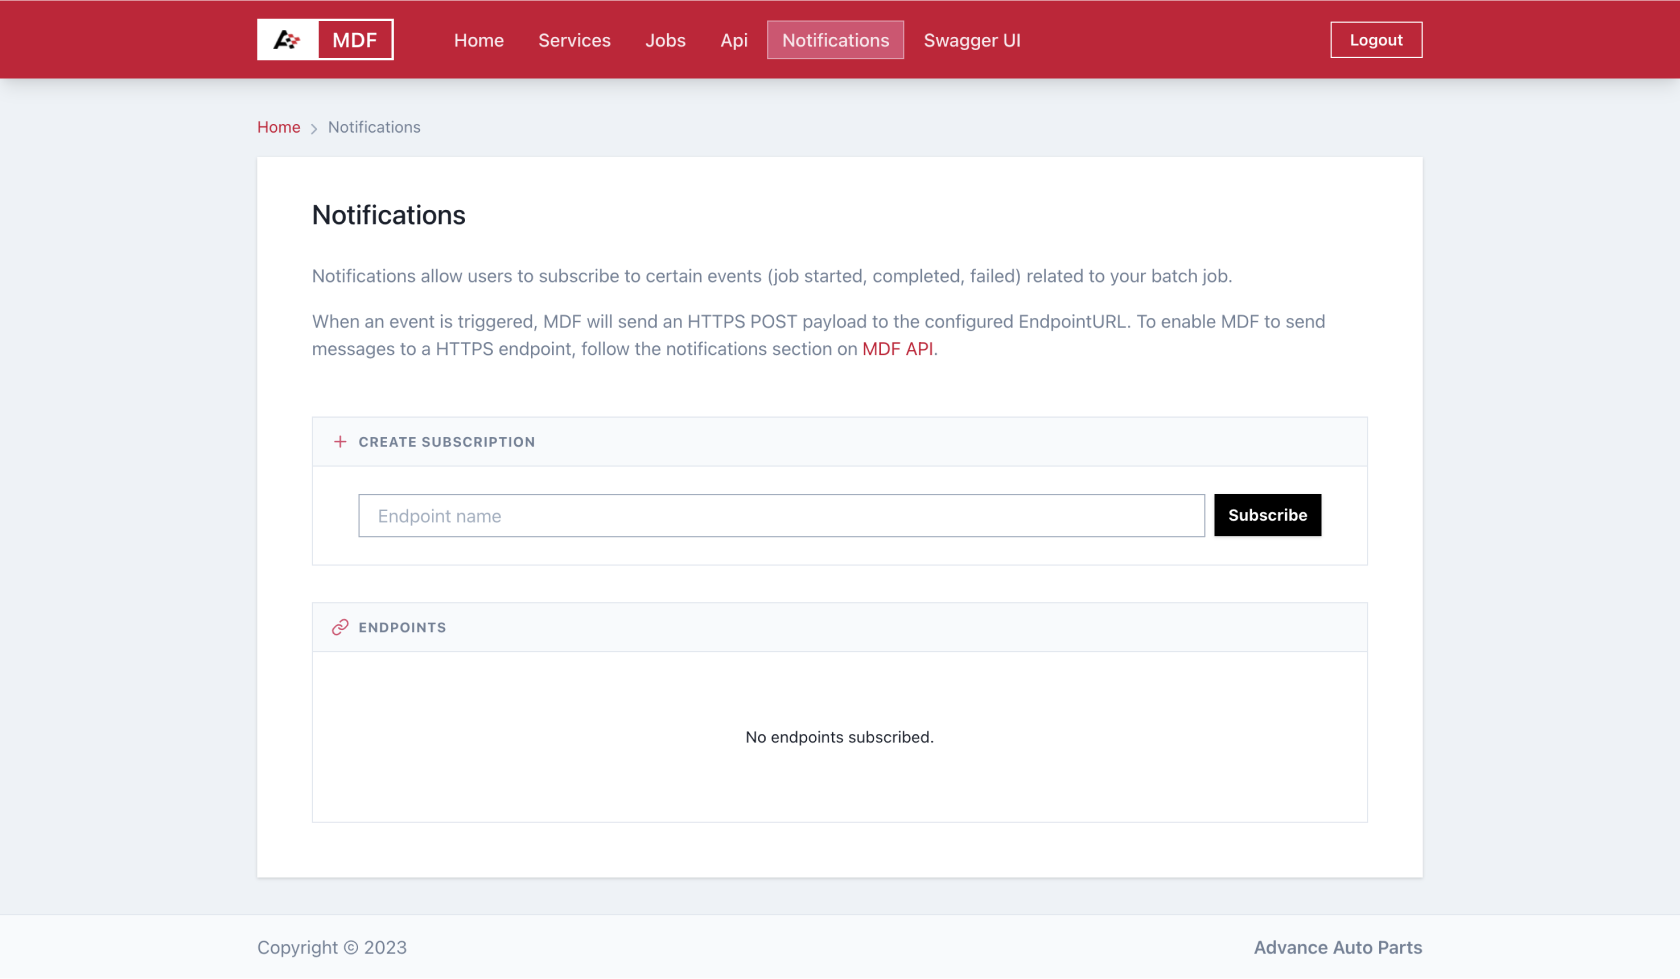 MDF
Home
Services
Jobs
Api
Notifications
Swagger UI
Logout
Home > Notifications
Notifications
Notifications allow users to subscribe to certain events (job started, completed, failed) related to your batch job.
When an event is triggered, MDF will send an HTTPS POST payload to the configured EndpointURL. To enable MDF to send
messages to a HTTPS endpoint, follow the notifications section on MDF API.
+ CREATE SUBSCRIPTION
Endpoint name
Subscribe
ENDPOINTS
No endpoints subscribed.
Copyright © 2023
Advance Auto Parts